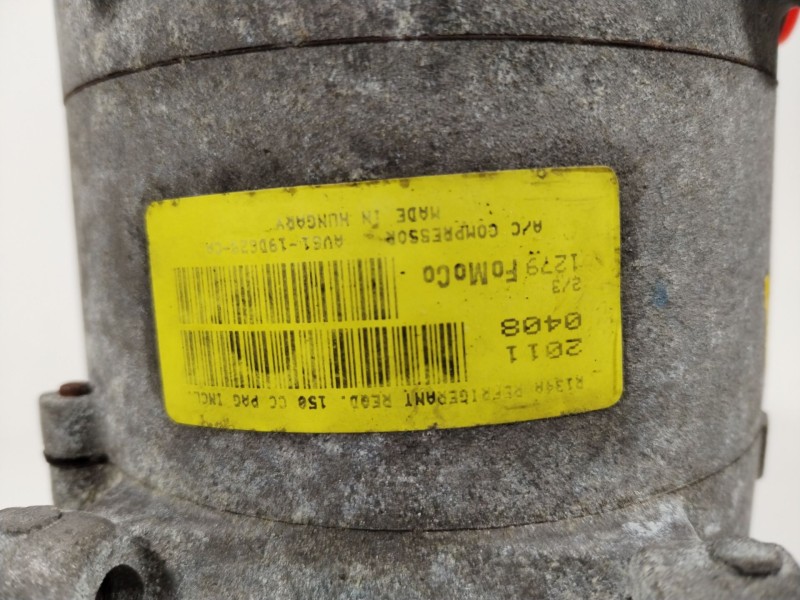 R134A REFRIGERANT REQD. 150 CC PAG INCL.
2011
0408
2/3
1279 FoMoCo
A/C COMPRESSOR
MADE IN HUNGARY